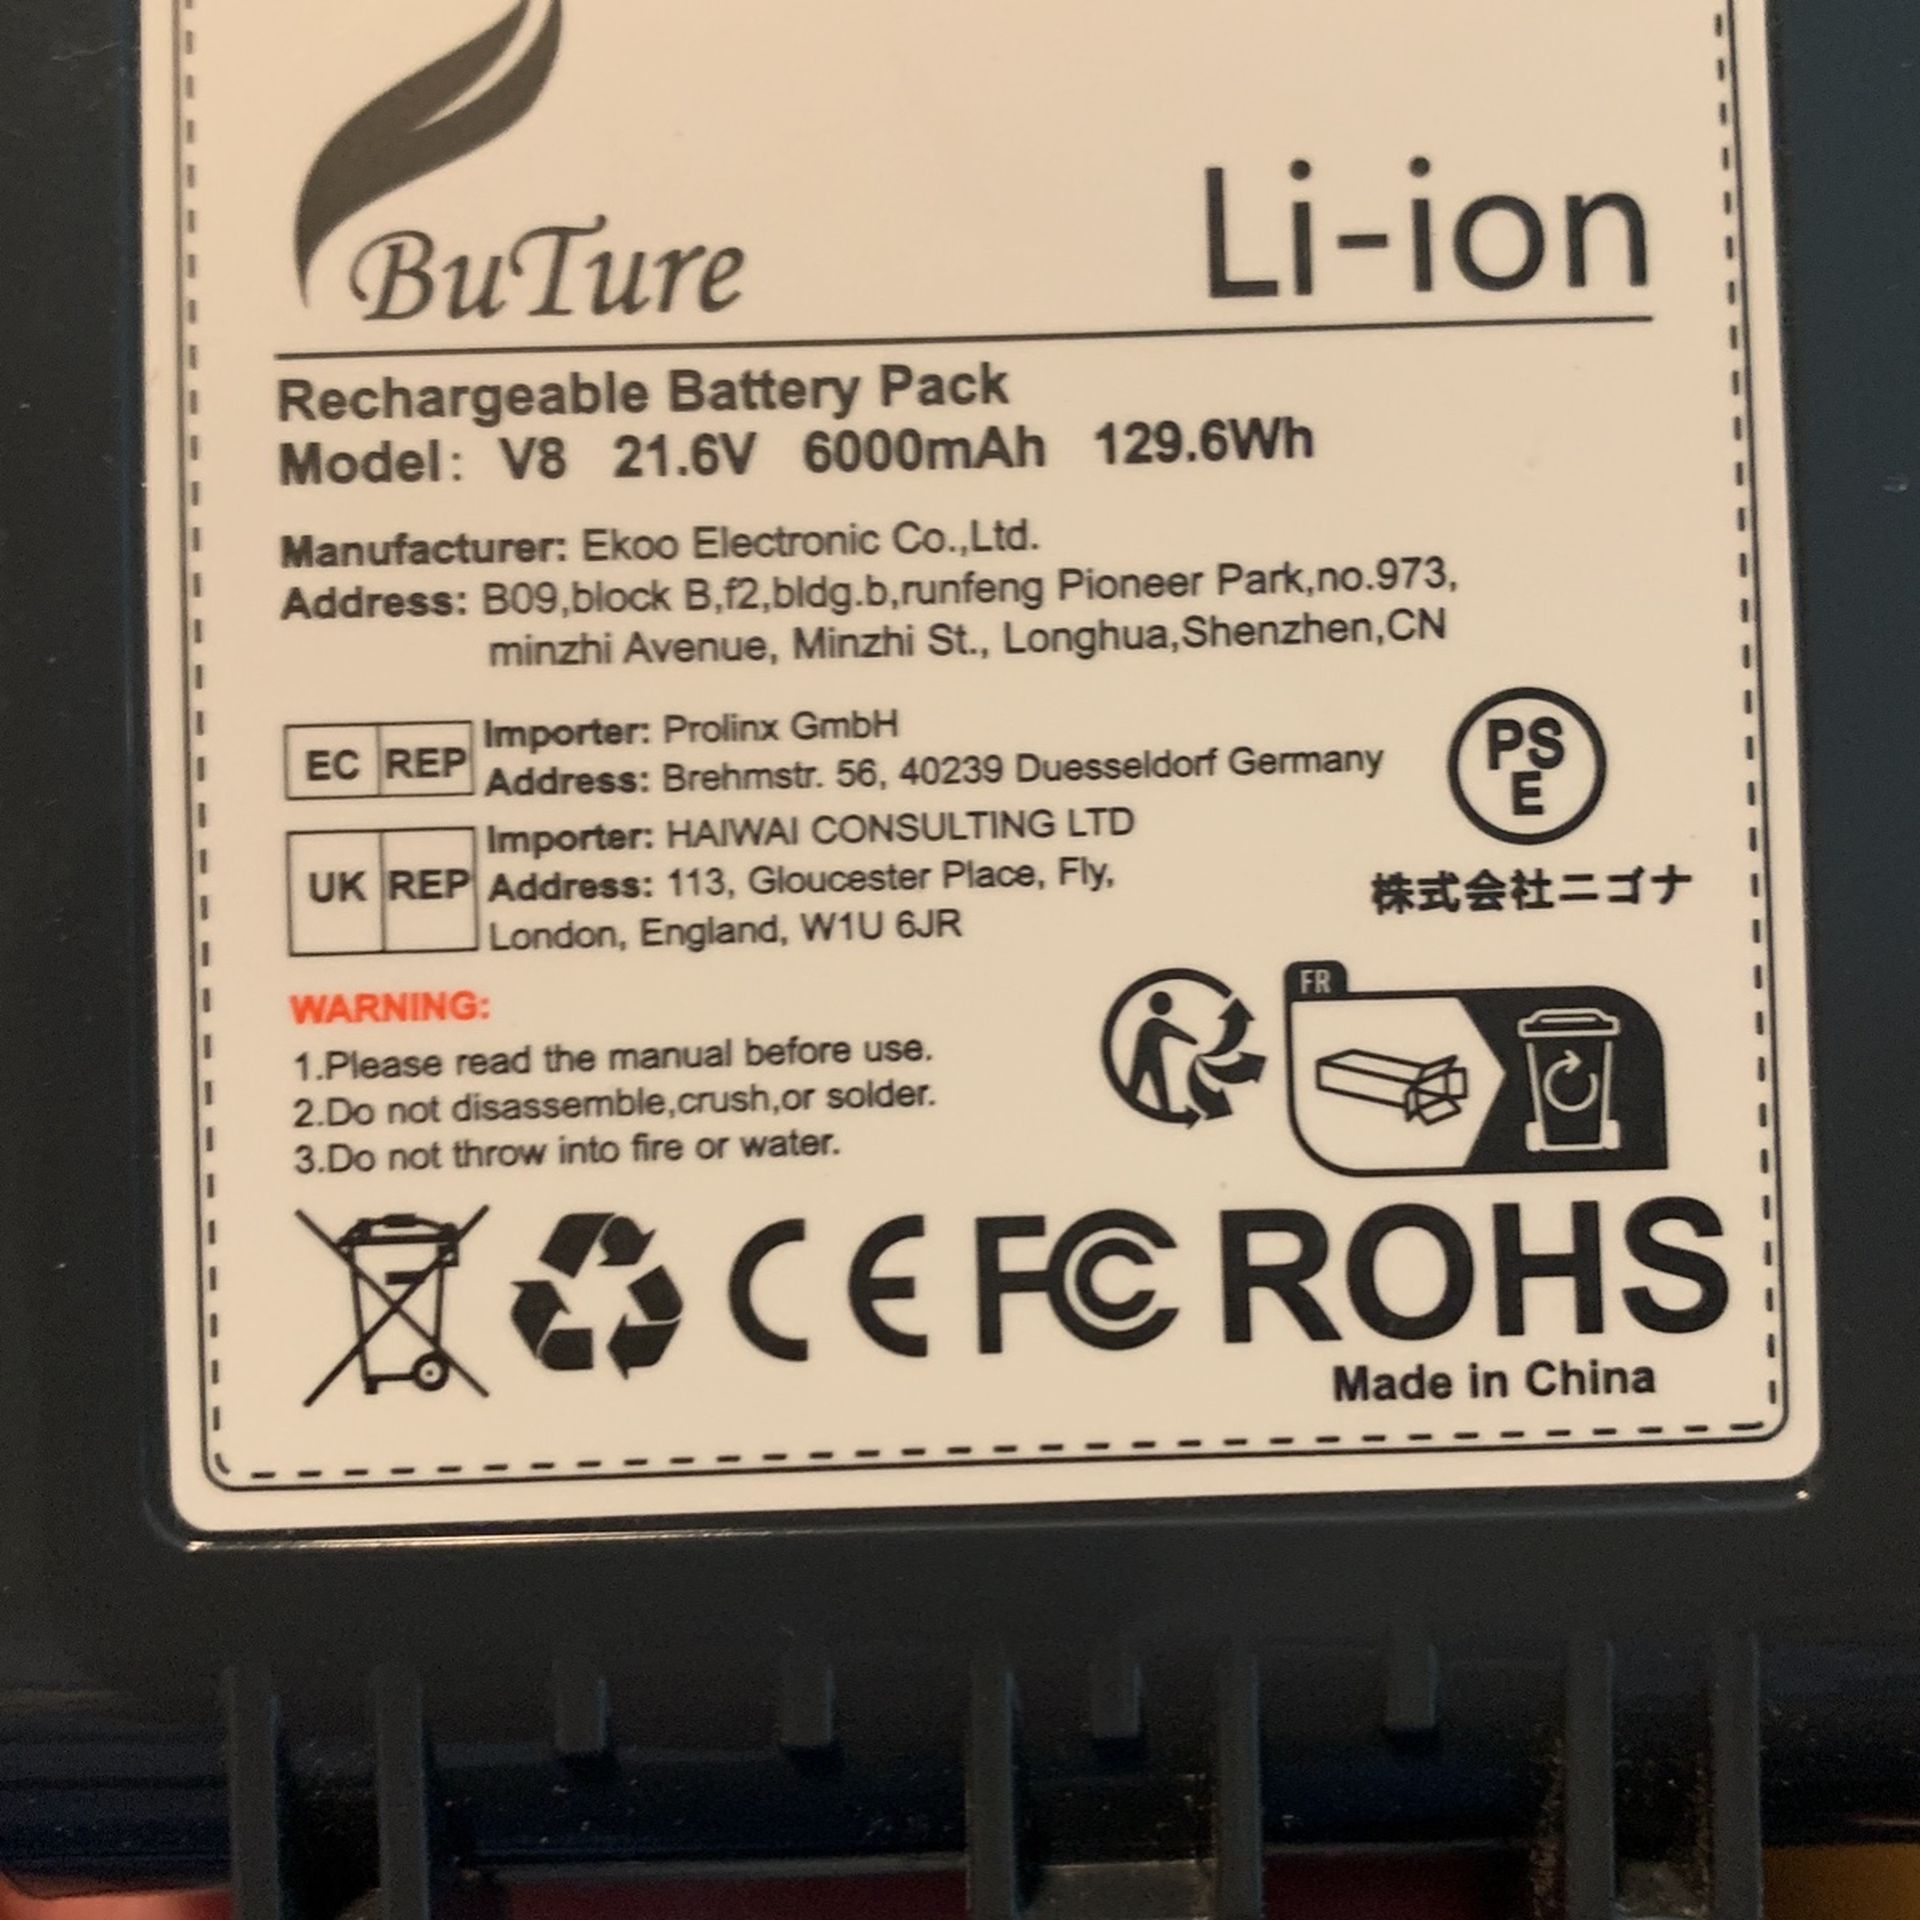 BuTure
Li-ion
Rechargeable Battery Pack
Model: V8 21.6V 6000mAh 129.6Wh
Manufacturer: Ekoo Electronic Co.,Ltd.
Address: B09,block B,f2,bldg.b,runfeng Pioneer Park,no.973,
minzhi Avenue, Minzhi St., Longhua,Shenzhen,CN
EC REP
Importer: Prolinx GmbH
Address: Brehmstr. 56, 40239 Duesseldorf Germany
UK REP
Importer: HAIWAI CONSULTING LTD
Address: 113, Gloucester Place, Fly,
London, England, W1U 6JR
PS
E
株式会社ニゴナ
WARNING:
1.Please read the manual before use.
2.Do not disassemble,crush,or solder.
3.Do not throw into fire or water.
FR
CE FC ROHS
Made in China